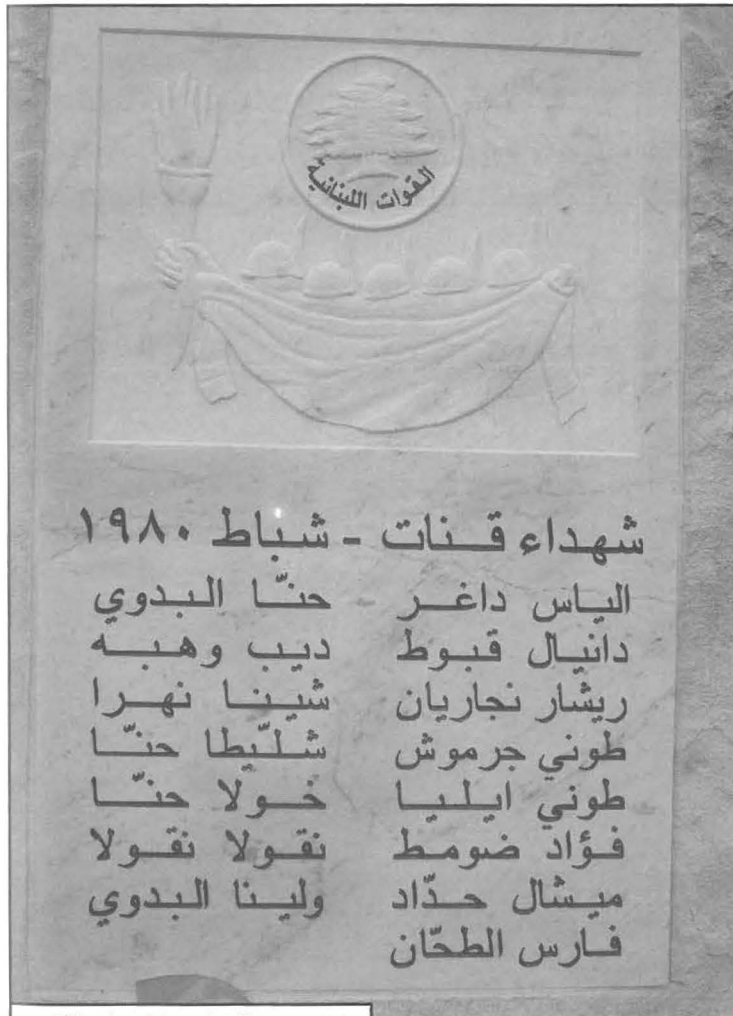 القوات اللبنانية
شهداء قنات - شباط ١٩٨٠
الياس داغر حنّا البدوي
دانيال قبوط ديب وهبه
ريشار نجاريان شينا نهرا
طوني جرموش شلّيطا حنّا
طوني ايليا خولا حنّا
فؤاد ضومط نقولا نقولا
ميشال حدّاد ولينا البدوي
فارس الطحّان